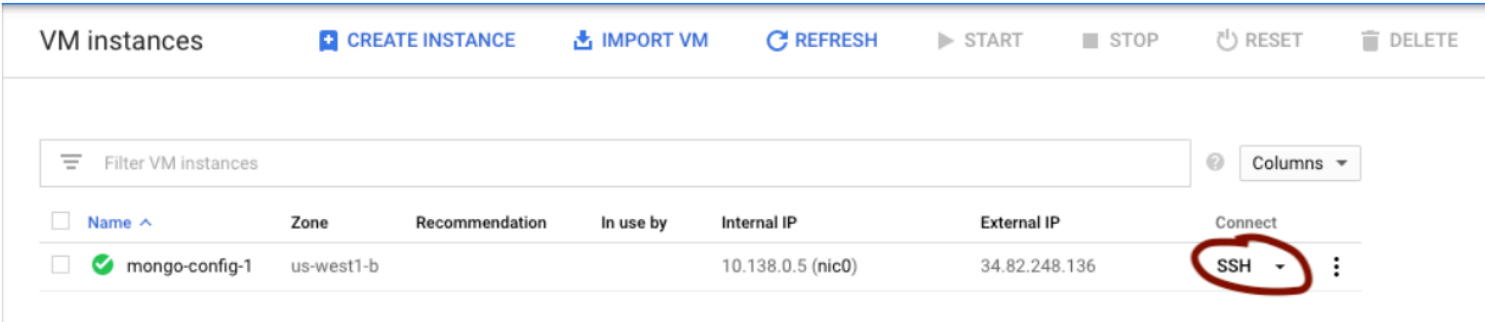 VM instances CREATE INSTANCE IMPORT VM REFRESH START STOP RESET DELETE
Filter VM instances ? Columns
Name Zone Recommendation In use by Internal IP External IP Connect
mongo-config-1 us-west1-b 10.138.0.5 (nic0) 34.82.248.136 SSH